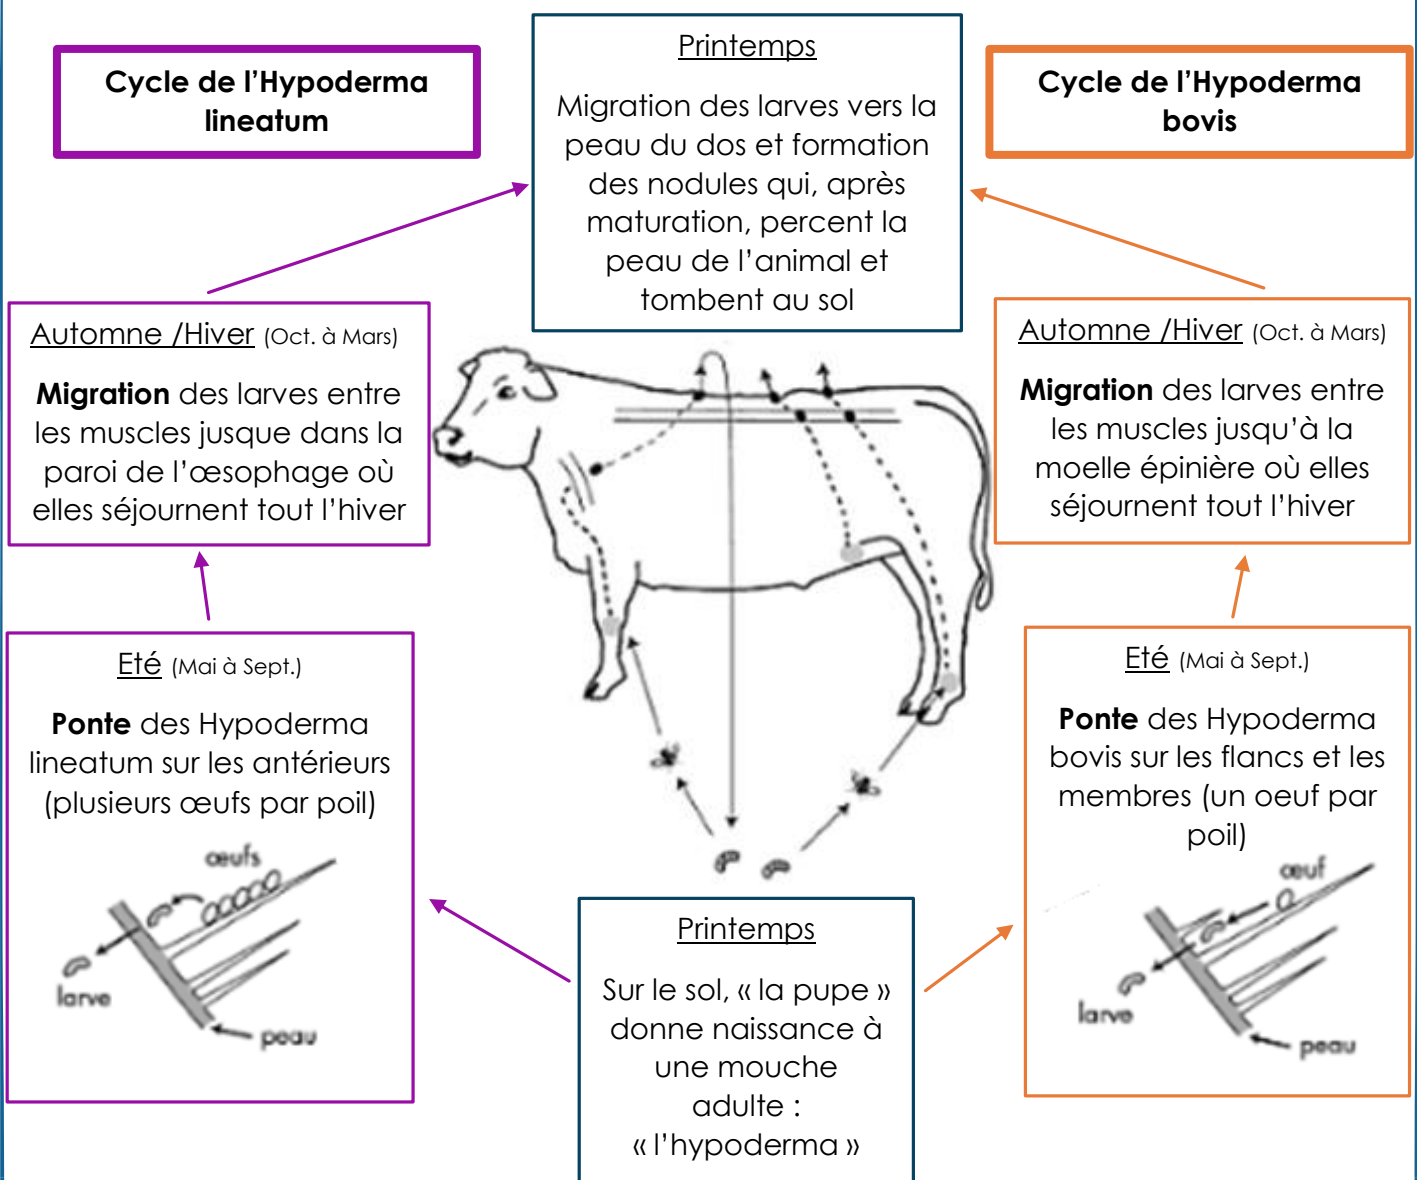 Cycle de l’Hypoderma
lineatum
Printemps
Migration des larves vers la
peau du dos et formation
des nodules qui, après
maturation, percent la
peau de l’animal et
tombent au sol
Cycle de l’Hypoderma
bovis
Automne /Hiver (Oct. à Mars)
Migration des larves entre
les muscles jusque dans la
paroi de l’œsophage où
elles séjournent tout l’hiver
Automne /Hiver (Oct. à Mars)
Migration des larves entre
les muscles jusqu’à la
moelle épinière où elles
séjournent tout l’hiver
Eté (Mai à Sept.)
Ponte des Hypoderma
lineatum sur les antérieurs
(plusieurs œufs par poil)
œufs
larve
peau
Eté (Mai à Sept.)
Ponte des Hypoderma
bovis sur les flancs et les
membres (un oeuf par
poil)
œuf
larve
peau
Printemps
Sur le sol, « la pupe »
donne naissance à
une mouche
adulte :
« l’hypoderma »